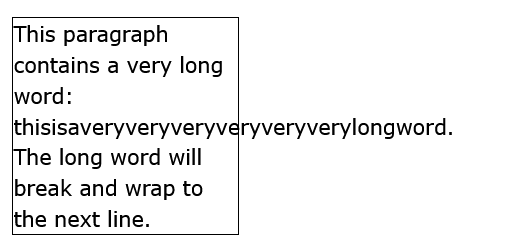 This paragraph
contains a very long
word:
thisisaveryveryveryveryveryverylongword.
The long word will
break and wrap to
the next line.